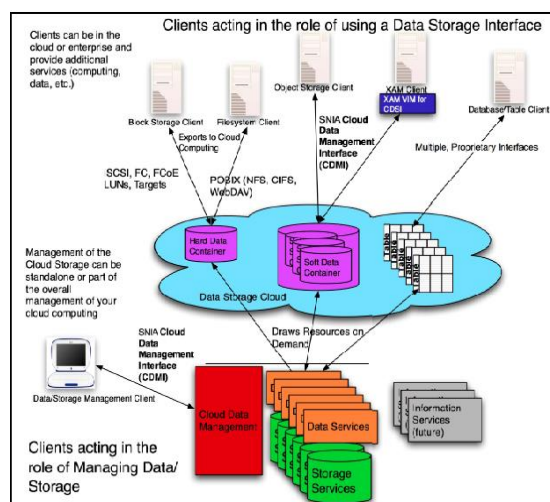 Clients acting in the role of using a Data Storage Interface
Clients can be in the
cloud or enterprise and
provide additional
services (computing,
data, etc.)
Block Storage Client
Filesystem Client
Object Storage Client
XAM Client
XAM VIM for
CDSI
Database/Table Client
Exports to Cloud
Computing
SCSI, FC, FCoE
LUNs, Targets
POSIX (NFS, CIFS,
WebDAV)
SNIA Cloud
Data
Management
Interface
(CDMI)
Multiple, Proprietary Interfaces
Hard Data
Container
Soft Data
Container
Table
Table
Table
Table
Table
Data Storage Cloud
Management of the
Cloud Storage can be
standalone or part of
the overall
management of your
cloud computing
SNIA Cloud
Data
Management
Interface
(CDMI)
Draws Resources on
Demand
Data/Storage Management Client
Cloud Data
Management
Data Services
Storage
Services
Information
Services
(future)
Clients acting in the
role of Managing Data/
Storage